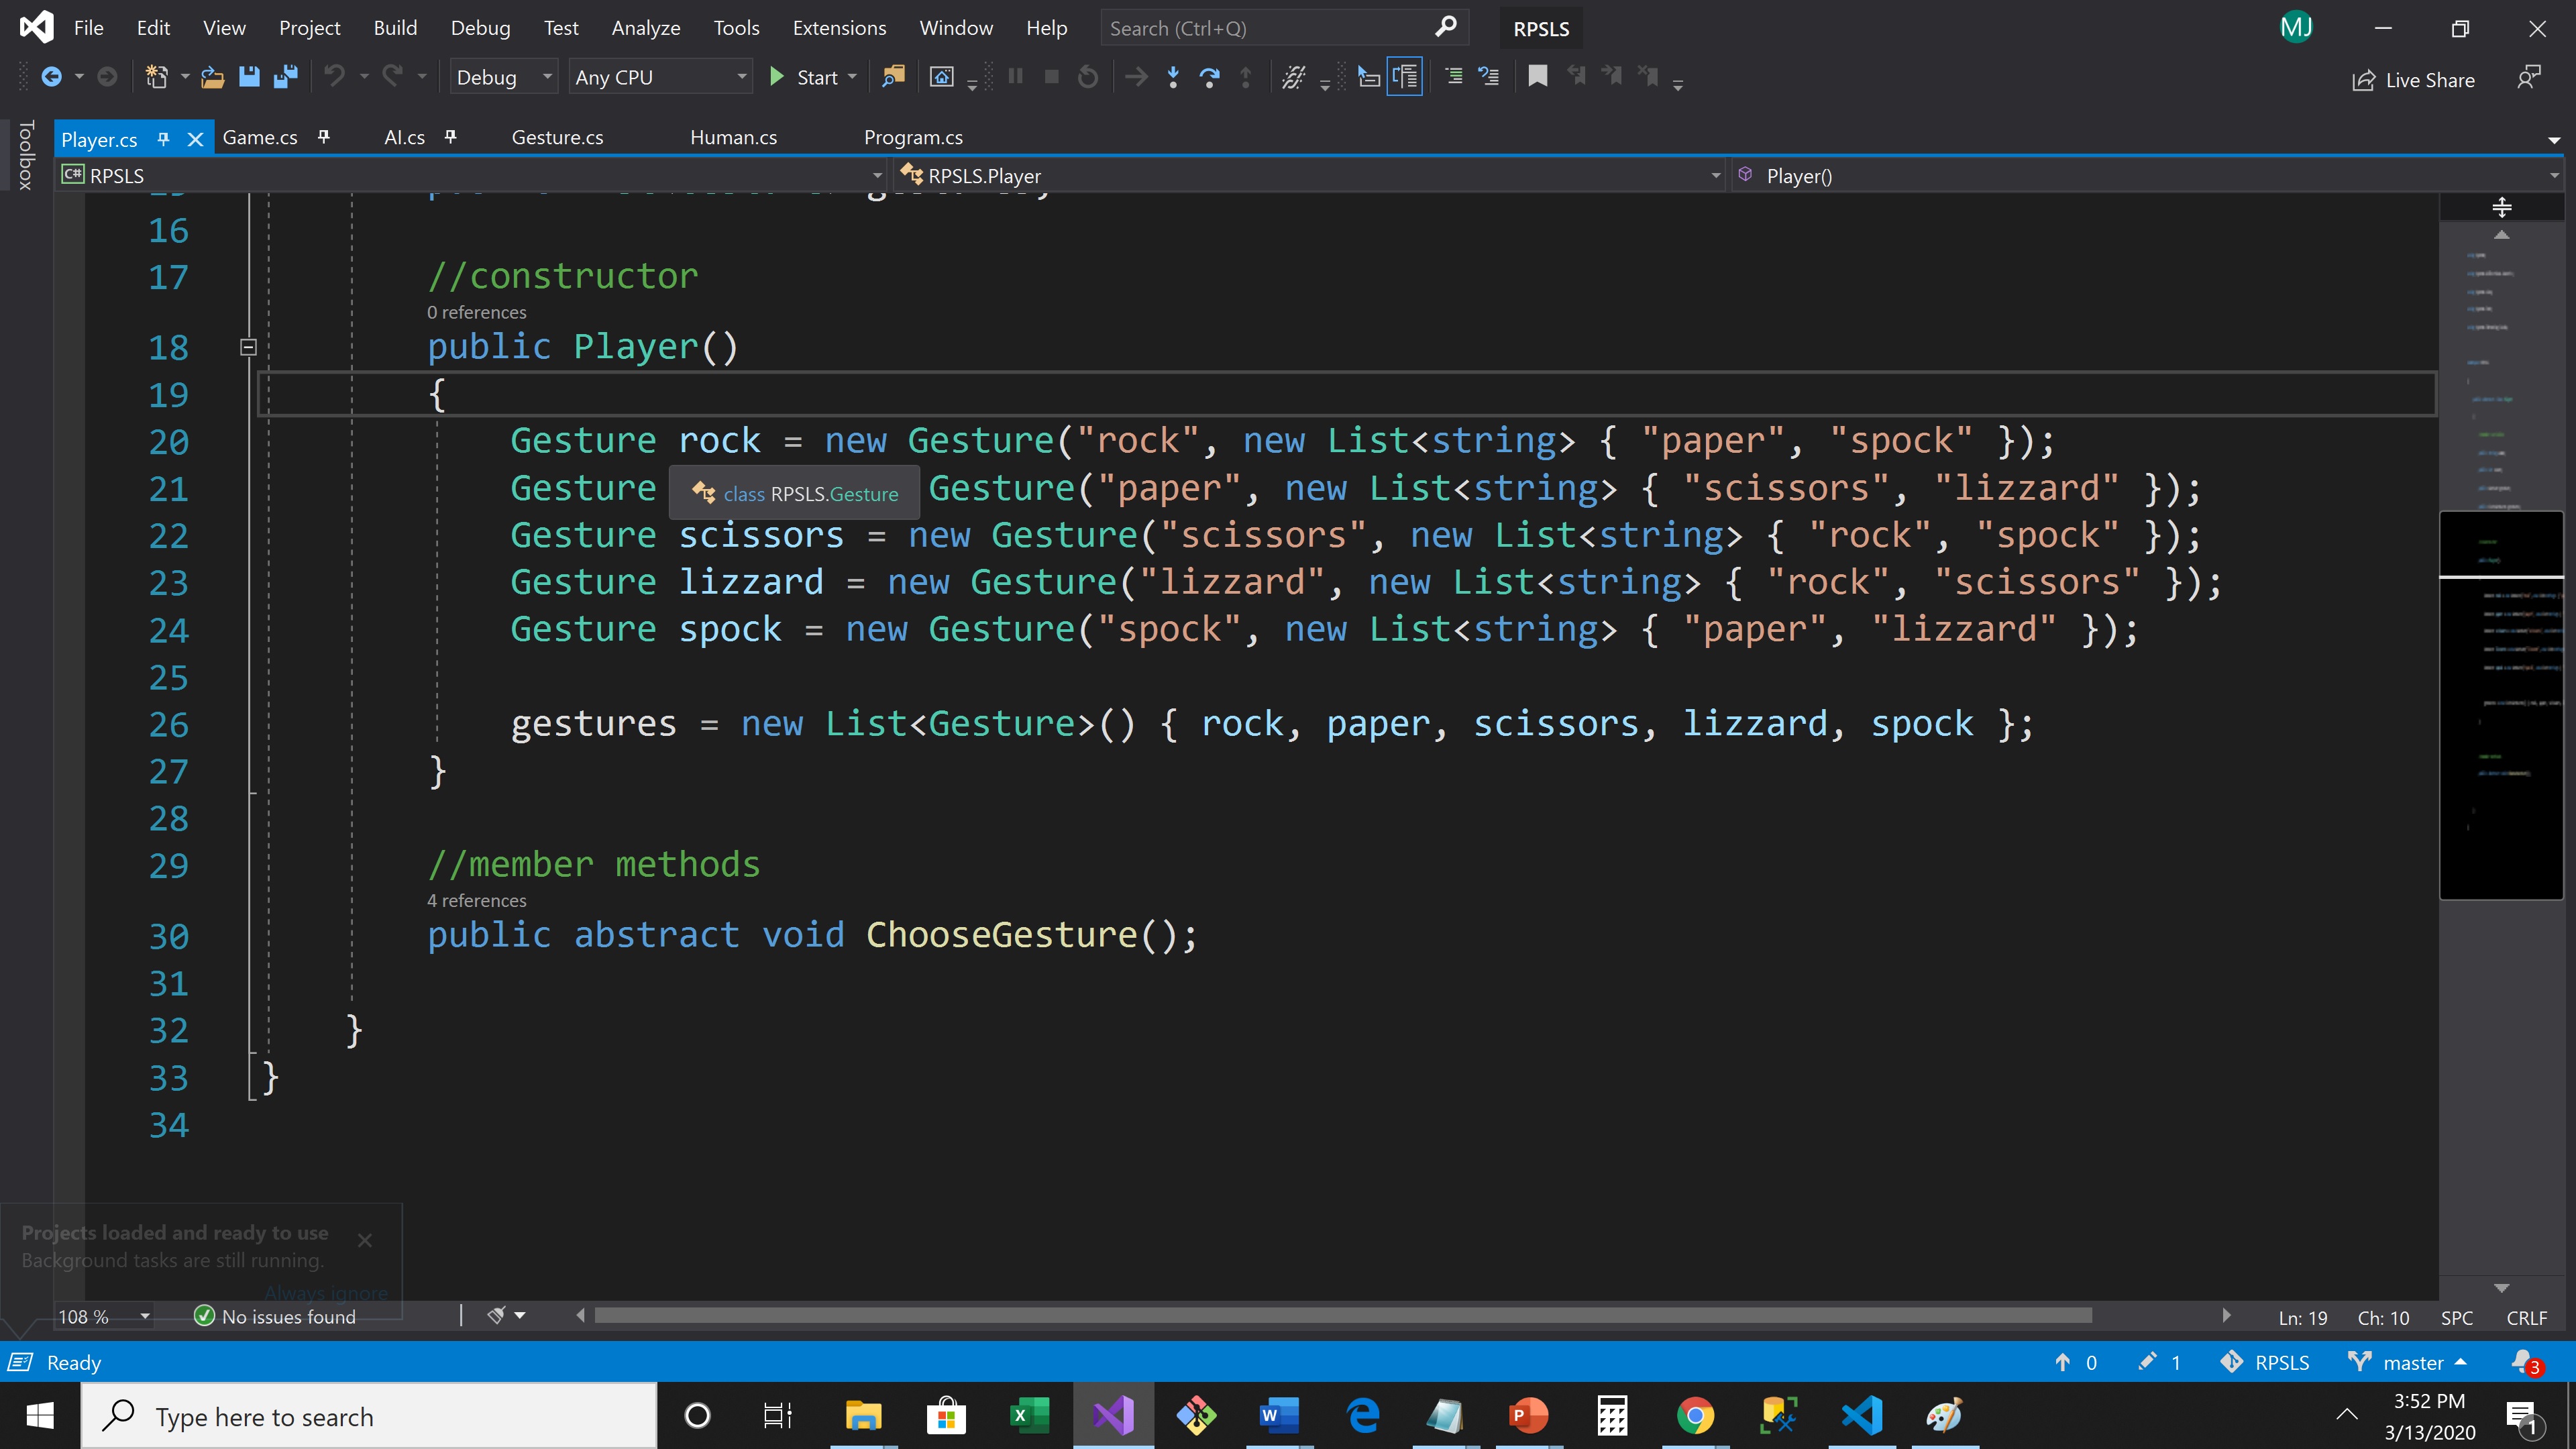 File Edit View Project Build Debug Test Analyze Tools Extensions Window Help Search (Ctrl+Q) RPSLS MJ
Debug Any CPU Start Live Share
Toolbox
Player.cs Game.cs AI.cs Gesture.cs Human.cs Program.cs
C# RPSLS RPSLS.Player Player()
16
17 //constructor
0 references
18 public Player()
19 {
20 Gesture rock = new Gesture("rock", new List<string> { "paper", "spock" });
21 Gesture class RPSLS.Gesture Gesture("paper", new List<string> { "scissors", "lizzard" });
22 Gesture scissors = new Gesture("scissors", new List<string> { "rock", "spock" });
23 Gesture lizzard = new Gesture("lizzard", new List<string> { "rock", "scissors" });
24 Gesture spock = new Gesture("spock", new List<string> { "paper", "lizzard" });
25
26 gestures = new List<Gesture>() { rock, paper, scissors, lizzard, spock };
27 }
28
29 //member methods
4 references
30 public abstract void ChooseGesture();
31
32 }
33 }
34
Projects loaded and ready to use
Background tasks are still running.
Always ignore
108 % No issues found Ln: 19 Ch: 10 SPC CRLF
Ready 0 1 RPSLS master 3
Type here to search
3:52 PM
3/13/2020
1